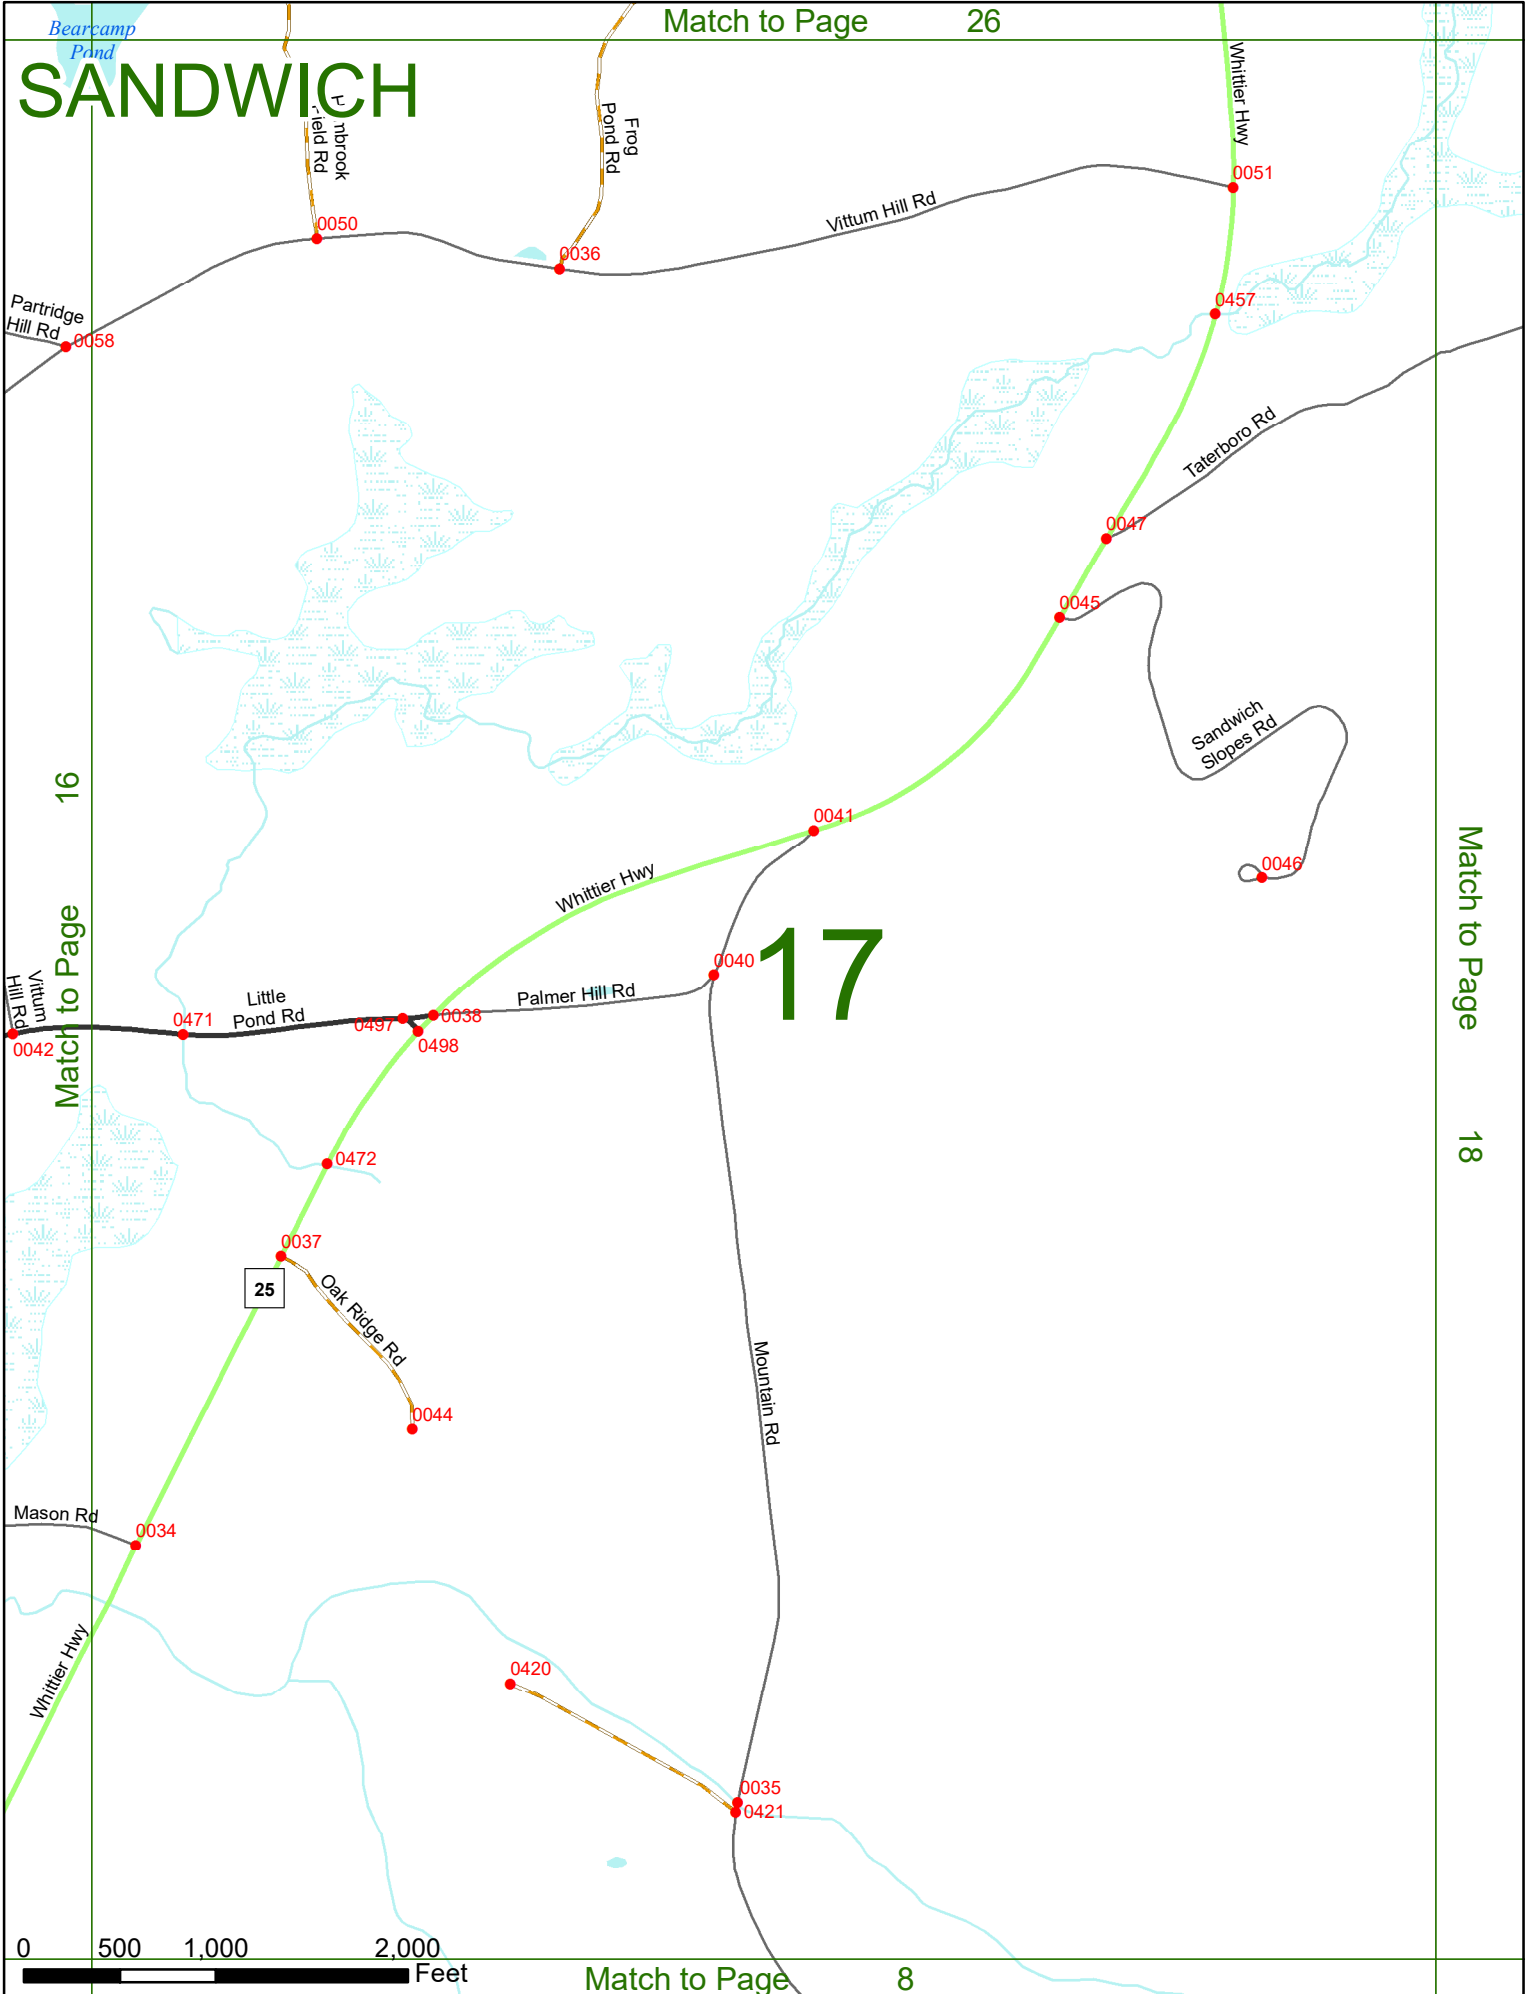 Match to Page 26
Bearcamp
Pond
SANDWICH
Whittier Hwy
Frog
Pond Rd
0051
0050
Vittum Hill Rd
0036
Partridge
Hill Rd
0058
0457
Taterboro Rd
0047
0045
Sandwich
Slopes Rd
16
Match to Page
0041
0046
Whittier Hwy
Match to Page
18
17
0040
Vittum
Hill Rd
Little
Pond Rd
Palmer Hill Rd
0471
0497
0038
0042
0498
0472
0037
25
Oak Ridge Rd
0044
Mountain Rd
Mason Rd
0034
Whittier Hwy
0420
0035
0421
0 500 1,000 2,000
Feet
Match to Page 8